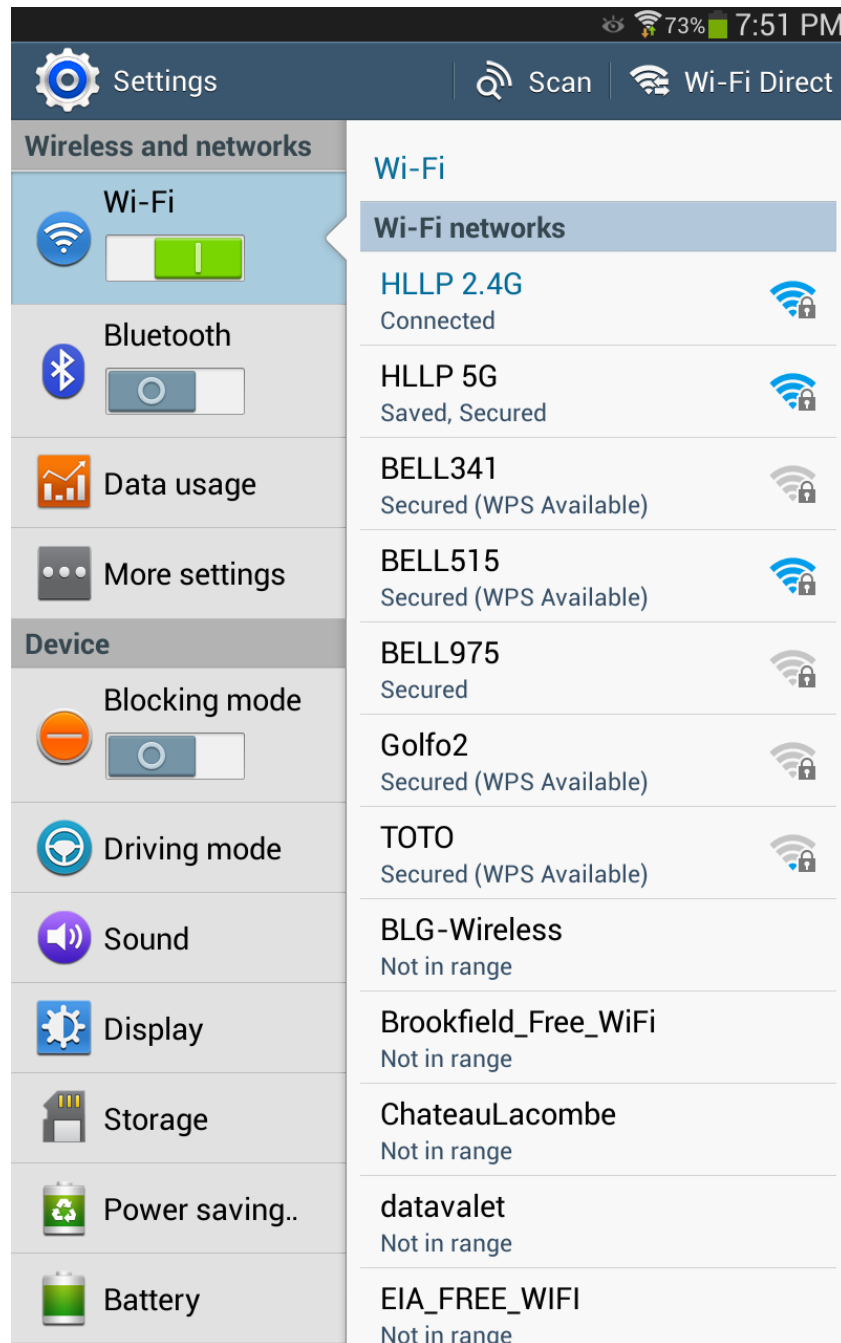 73% 7:51 PM
Settings
Scan
Wi-Fi Direct
Wireless and networks
Wi-Fi
Bluetooth
Data usage
More settings
Device
Blocking mode
Driving mode
Sound
Display
Storage
Power saving..
Battery
Wi-Fi
Wi-Fi networks
HLLP 2.4G
Connected
HLLP 5G
Saved, Secured
BELL341
Secured (WPS Available)
BELL515
Secured (WPS Available)
BELL975
Secured
Golfo2
Secured (WPS Available)
TOTO
Secured (WPS Available)
BLG-Wireless
Not in range
Brookfield_Free_WiFi
Not in range
ChateauLacombe
Not in range
datavalet
Not in range
EIA_FREE_WIFI
Not in range